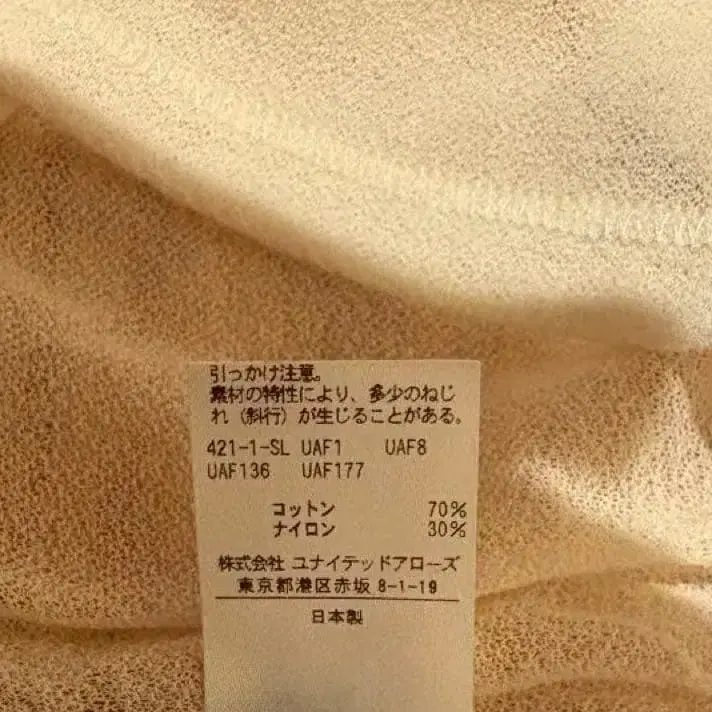 引っかけ注意。
素材の特性により、多少のねじ
れ（斜行）が生じることがある。
421-1-SL UAF1 UAF8
UAF136 UAF177
コットン 70%
ナイロン 30%
株式会社 ユナイテッドアローズ
東京都港区赤坂 8-1-19
日本製